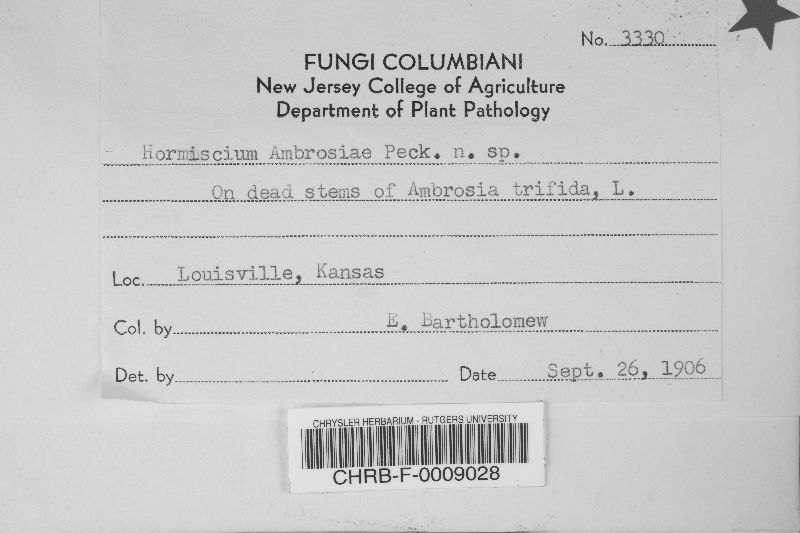 No. 3330
FUNGI COLUMBIANI
New Jersey College of Agriculture
Department of Plant Pathology
Hormiscium Ambrosiae Peck. n. sp.
On dead stems of Ambrosia trifida, L.
Loc. Louisville, Kansas
Col. by E. Bartholomew
Det. by Date Sept. 26, 1906
CHRYSLER HERBARIUM - RUTGERS UNIVERSITY
CHRB-F-0009028